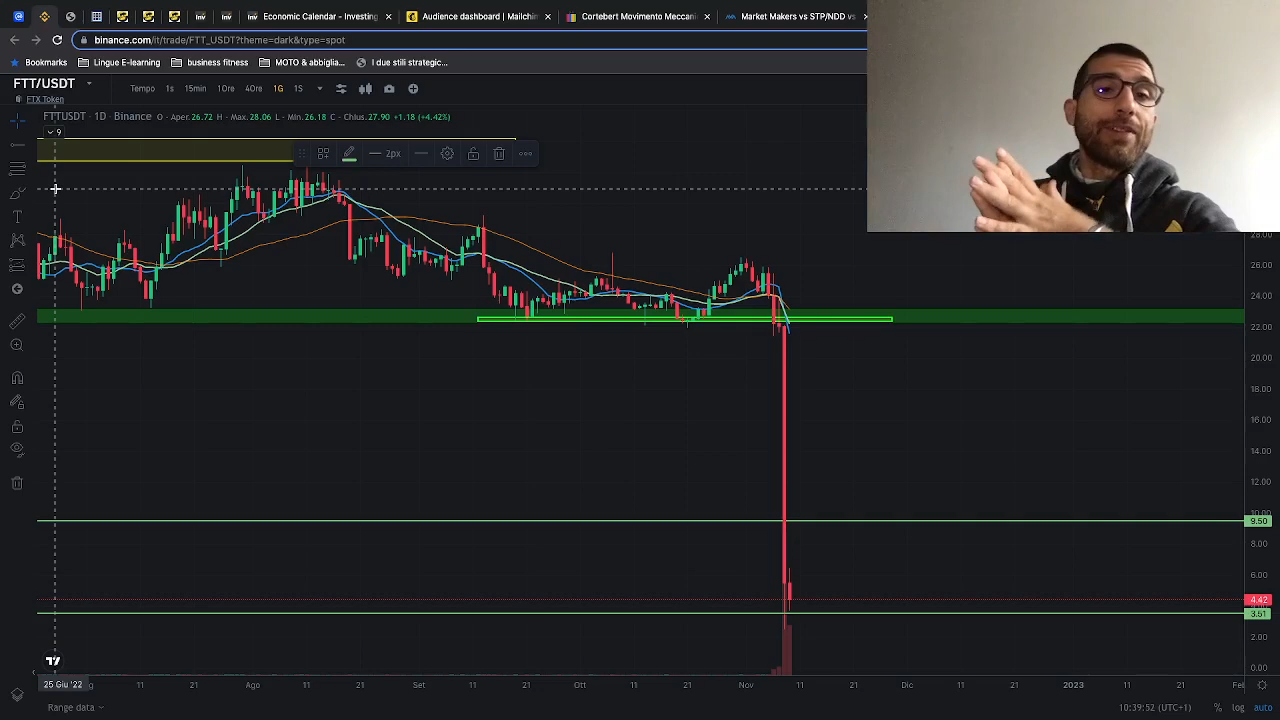 Economic Calendar - Investing
Audience dashboard | Mailchim
Cortebert Movimento Meccani
Market Makers vs STP/NDD vs
binance.com/it/trade/FTT_USDT?theme=dark&type=spot
Bookmarks
Lingue E-learning
business fitness
MOTO & abbiglia...
I due stili strategic...
FTT/USDT
FTX Token
Tempo 1s 15min 1Ore 4Ore 1G 1S
FTTUSDT · 1D · Binance O - Aper.26.72 H - Max.28.06 L - Min.26.18 C - Chius.27.90 +1.18 (+4.42%)
9
2px
28.00
26.00
24.00
22.00
20.00
18.00
16.00
14.00
12.00
10.00
9.50
8.00
6.00
4.42
3.51
2.00
0.00
25 Giu '22
11 21 Ago 11 21 Set 11 21 Ott 11 21 Nov 11 21 Dic 11 21 2023 11 21 Feb
Range data
10:39:52 (UTC+1) % log auto